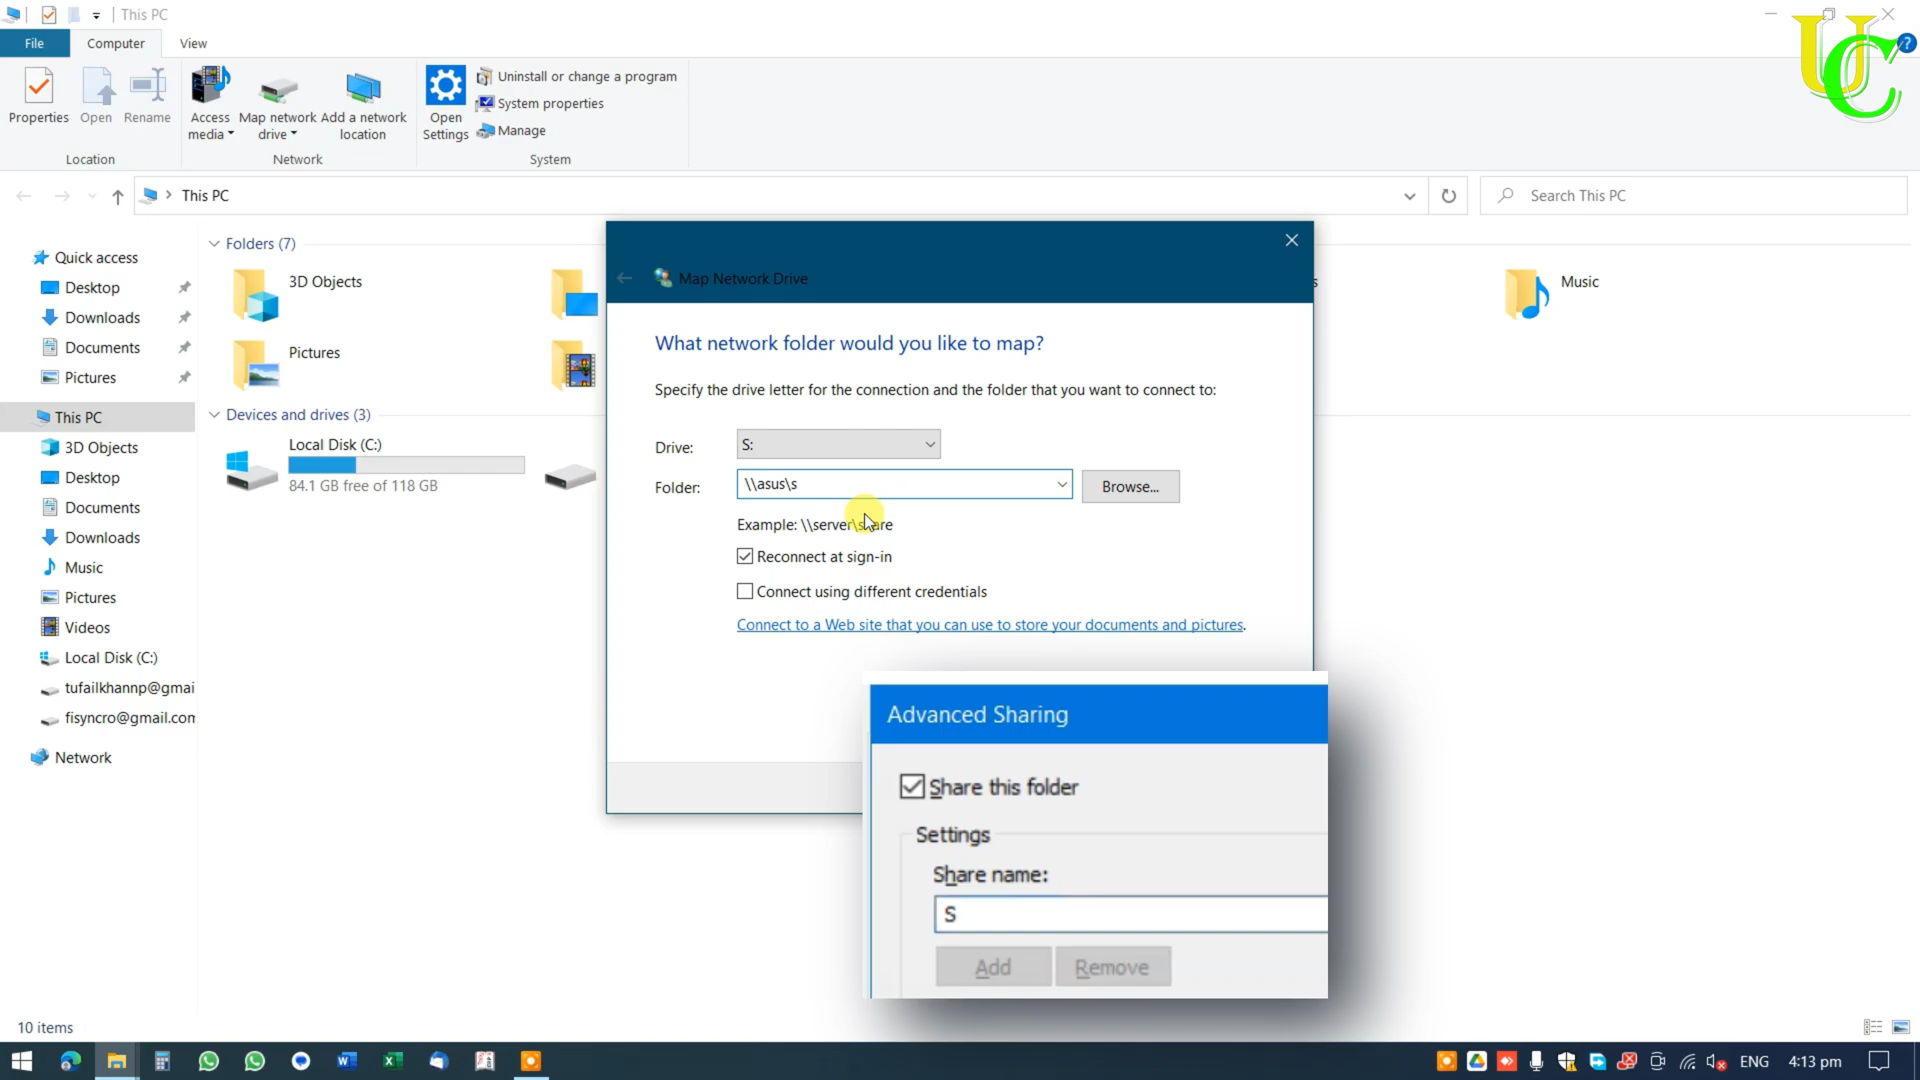 This PC
File
Computer
View
Properties
Open
Rename
Access media
Map network drive
Add a network location
Open Settings
Uninstall or change a program
System properties
Manage
Location
Network
System
This PC
Search This PC
UC
Quick access
Desktop
Downloads
Documents
Pictures
This PC
3D Objects
Desktop
Documents
Downloads
Music
Pictures
Videos
Local Disk (C:)
tufailkhannp@gmai
fisyncro@gmail.com
Network
Folders (7)
3D Objects
Pictures
Music
Devices and drives (3)
Local Disk (C:)
84.1 GB free of 118 GB
Map Network Drive
What network folder would you like to map?
Specify the drive letter for the connection and the folder that you want to connect to:
Drive:
S:
Folder:
\\asus\s
Browse...
Example: \\server\share
Reconnect at sign-in
Connect using different credentials
Connect to a Web site that you can use to store your documents and pictures.
Advanced Sharing
Share this folder
Settings
Share name:
S
Add
Remove
10 items
ENG
4:13 pm